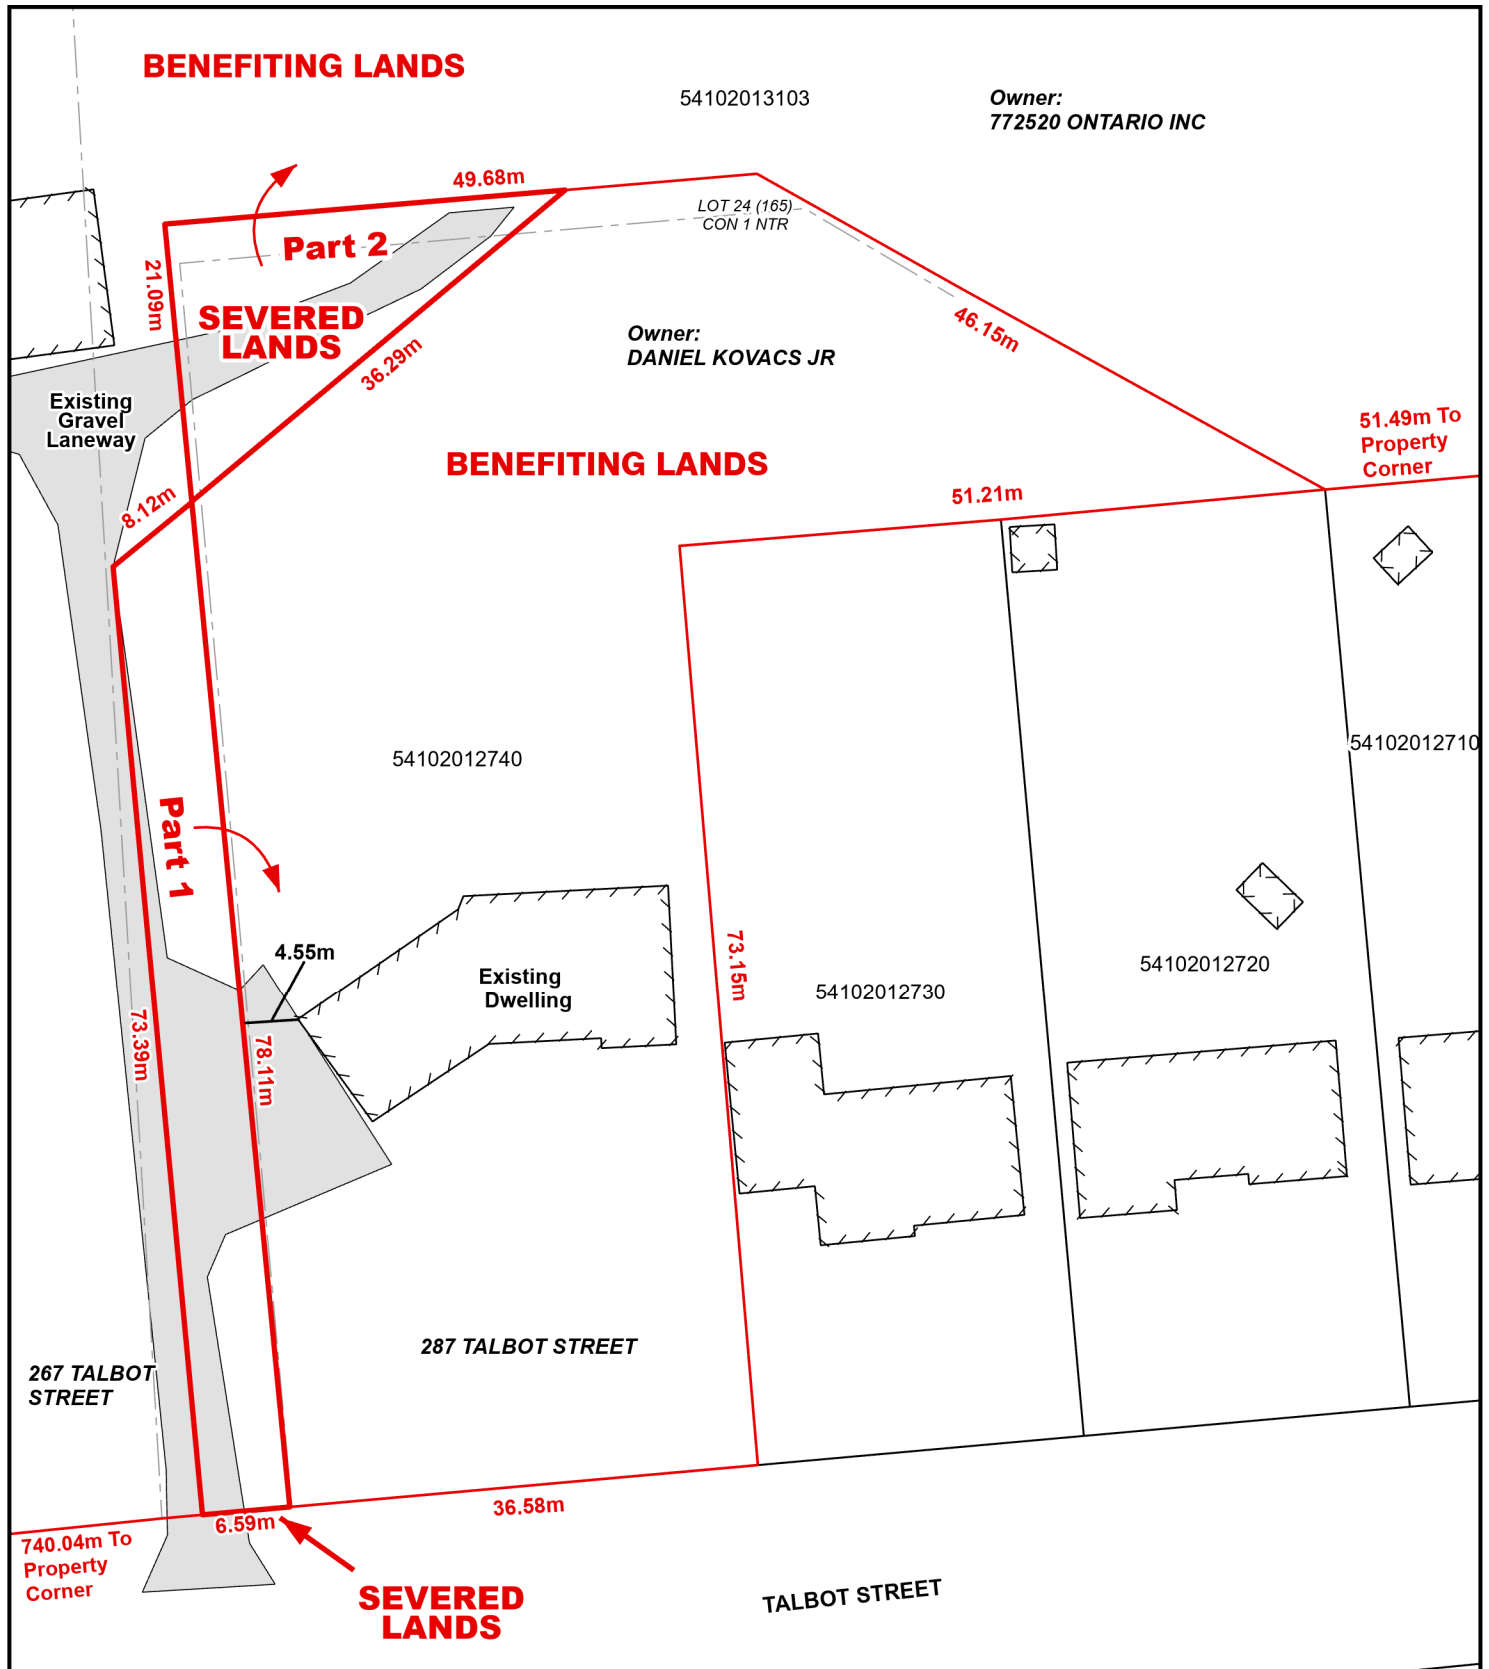 BENEFITING LANDS
54102013103
Owner:
772520 ONTARIO INC
49.68m
LOT 24 (165)
CON 1 NTR
Part 2
21.09m
SEVERED
LANDS
36.29m
Owner:
DANIEL KOVACS JR
46.15m
Existing
Gravel
Laneway
51.49m To
Property
Corner
BENEFITING LANDS
51.21m
8.12m
54102012740
54102012710
Part 1
4.55m
Existing
Dwelling
73.15m
54102012730
54102012720
73.39m
78.11m
287 TALBOT STREET
267 TALBOT
STREET
36.58m
6.59m
740.04m To
Property
Corner
SEVERED
LANDS
TALBOT STREET